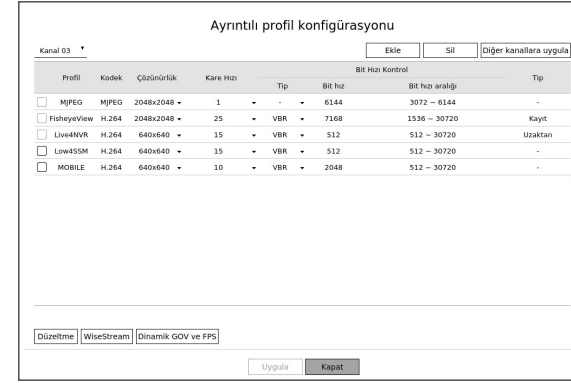 Ayrıntılı profil konfigürasyonu
Kanal 03
Ekle Sil Diğer kanallara uygula
Profil Kodek Çözünürlük Kare Hızı Bit Hızı Kontrol Tip
Tip Bit hız Bit hızı aralığı
MJPEG MJPEG 2048x2048 1 - 6144 3072 ~ 6144 -
FisheyeView H.264 2048x2048 25 VBR 7168 1536 ~ 30720 Kayıt
Live4NVR H.264 640x640 15 VBR 512 512 ~ 30720 Uzaktan
Low4SSM H.264 640x640 15 VBR 512 512 ~ 30720 -
MOBILE H.264 640x640 10 VBR 2048 512 ~ 30720 -
Düzeltme WiseStream Dinamik GOV ve FPS
Uygula Kapat